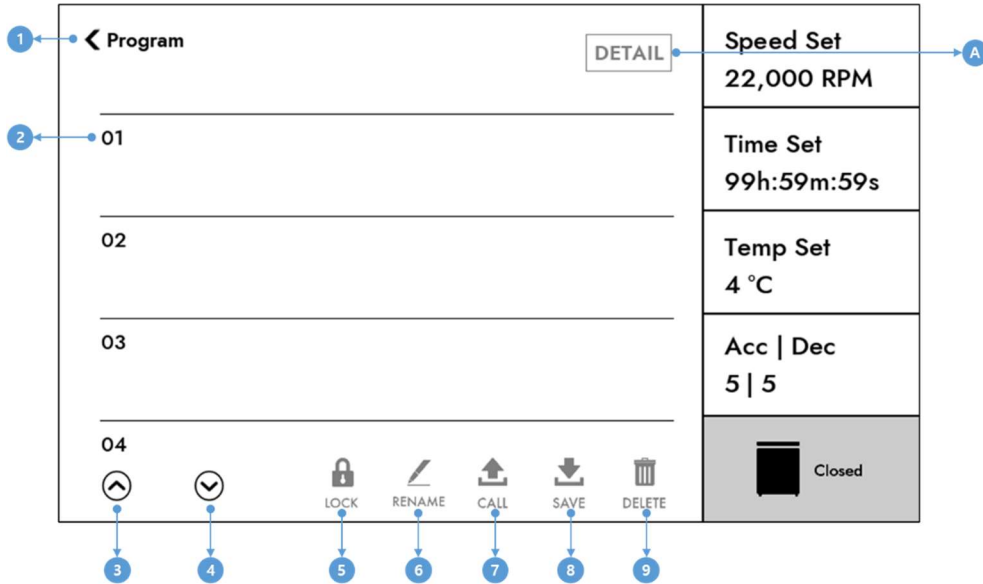 1
Program
DETAIL
A
Speed Set
22,000 RPM
2
01
Time Set
99h:59m:59s
02
Temp Set
4 °C
03
Acc | Dec
5 | 5
04
Closed
LOCK
RENAME
CALL
SAVE
DELETE
3
4
5
6
7
8
9